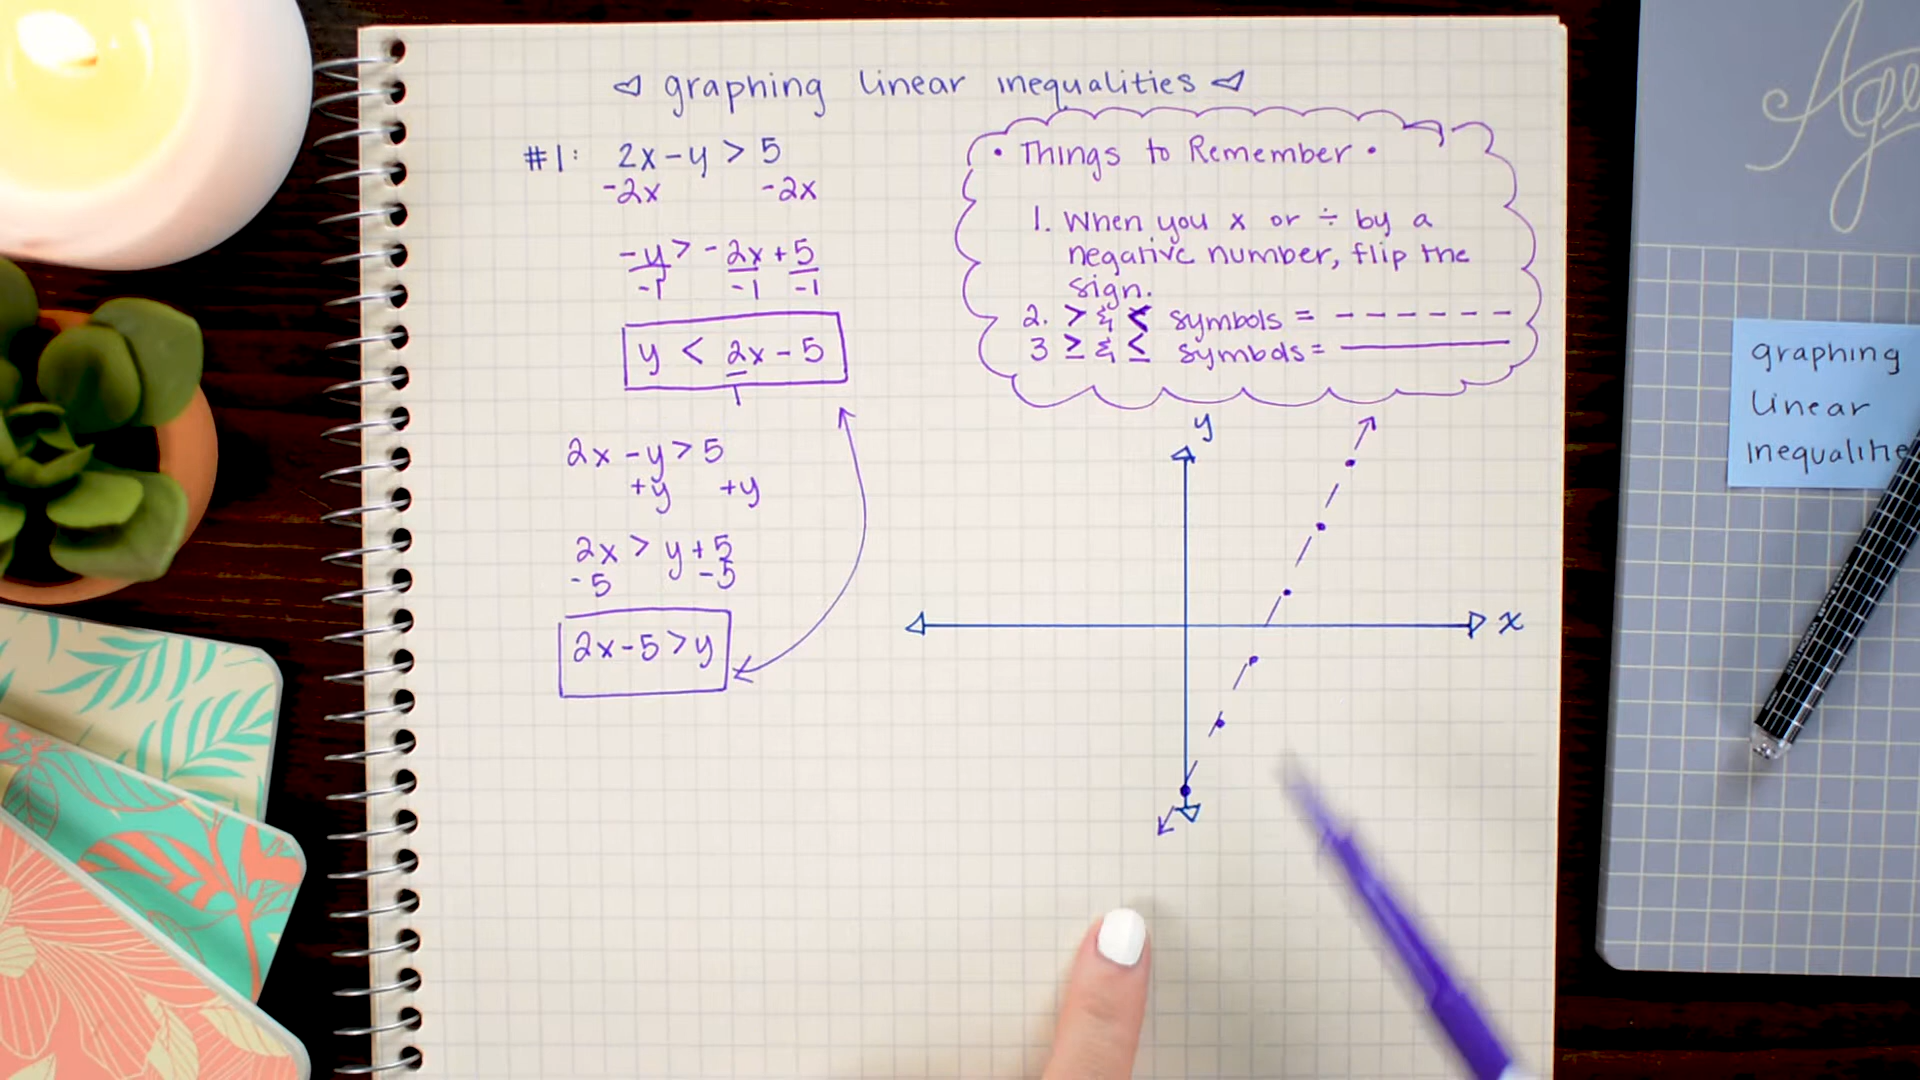 graphing linear inequalities
#1: 2x - y > 5
-2x -2x
-y > -2x + 5
-1 -1 -1
y < 2x - 5
1
2x - y > 5
+y +y
2x > y + 5
-5 -5
2x - 5 > y
• Things to Remember •
1. When you x or ÷ by a
negative number, flip the
sign.
2. > & < symbols = - - - - - -
3 ≥ & ≤ symbols = ———
y
x
graphing
linear